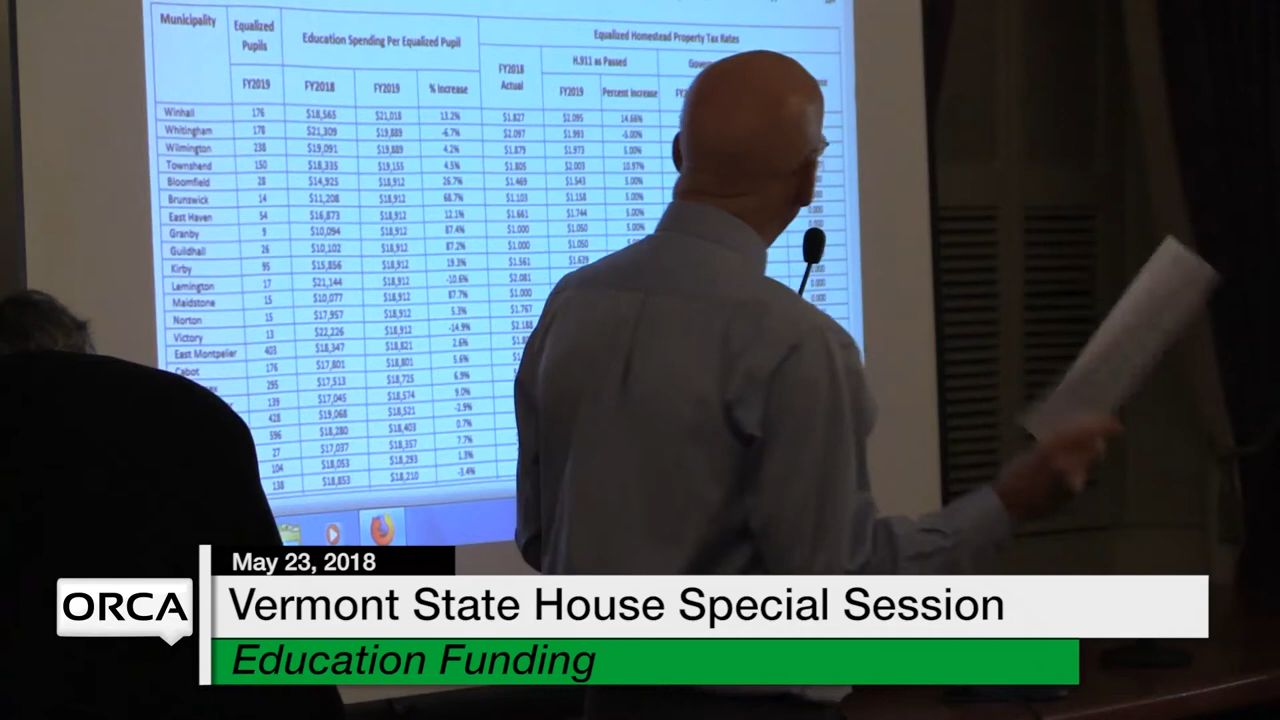 Municipality Equalized Pupils Education Spending Per Equalized Pupil Equalized Homestead Property Tax Rates
FY2018 Actual H.911 as Passed
FY2019 FY2018 FY2019 % Increase FY2019 Percent Increase
Winhall 176 $18,565 $21,018 13.2% $1.827 $2.095 14.66%
Whitingham 178 $21,309 $19,889 -6.7% $2.097 $1.993 -5.00%
Wilmington 238 $19,091 $19,889 4.2% $1.879 $1.973 5.00%
Townshend 150 $18,335 $19,155 4.5% $1.805 $2.003 10.97%
Bloomfield 28 $14,925 $18,912 26.7% $1.469 $1.543 5.00%
Brunswick 14 $11,208 $18,912 68.7% $1.103 $1.158 5.00%
East Haven 54 $16,873 $18,912 12.1% $1.661 $1.744 5.00% 0.000
Granby 9 $10,094 $18,912 87.4% $1.000 $1.050 5.00%
Guildhall 26 $10,102 $18,912 87.2% $1.000 $1.050
Kirby 95 $15,856 $18,912 19.3% $1.561 $1.639
Lemington 17 $21,144 $18,912 -10.6% $2.081
Maidstone 15 $10,077 $18,912 87.7% $1.000 0.000
Norton 15 $17,957 $18,912 5.3% $1.767
Victory 13 $22,226 $18,912 -14.9% $2.188
East Montpelier 403 $18,347 $18,821 2.6%
Cabot 176 $17,801 $18,801 5.6%
295 $17,513 $18,725 6.9%
139 $17,045 $18,574 9.0%
428 $19,068 $18,521 -2.9%
596 $18,280 $18,403 0.7%
27 $17,037 $18,357 7.7%
104 $18,053 $18,293 1.3%
138 $18,853 $18,210 -3.4%
May 23, 2018
ORCA
Vermont State House Special Session
Education Funding